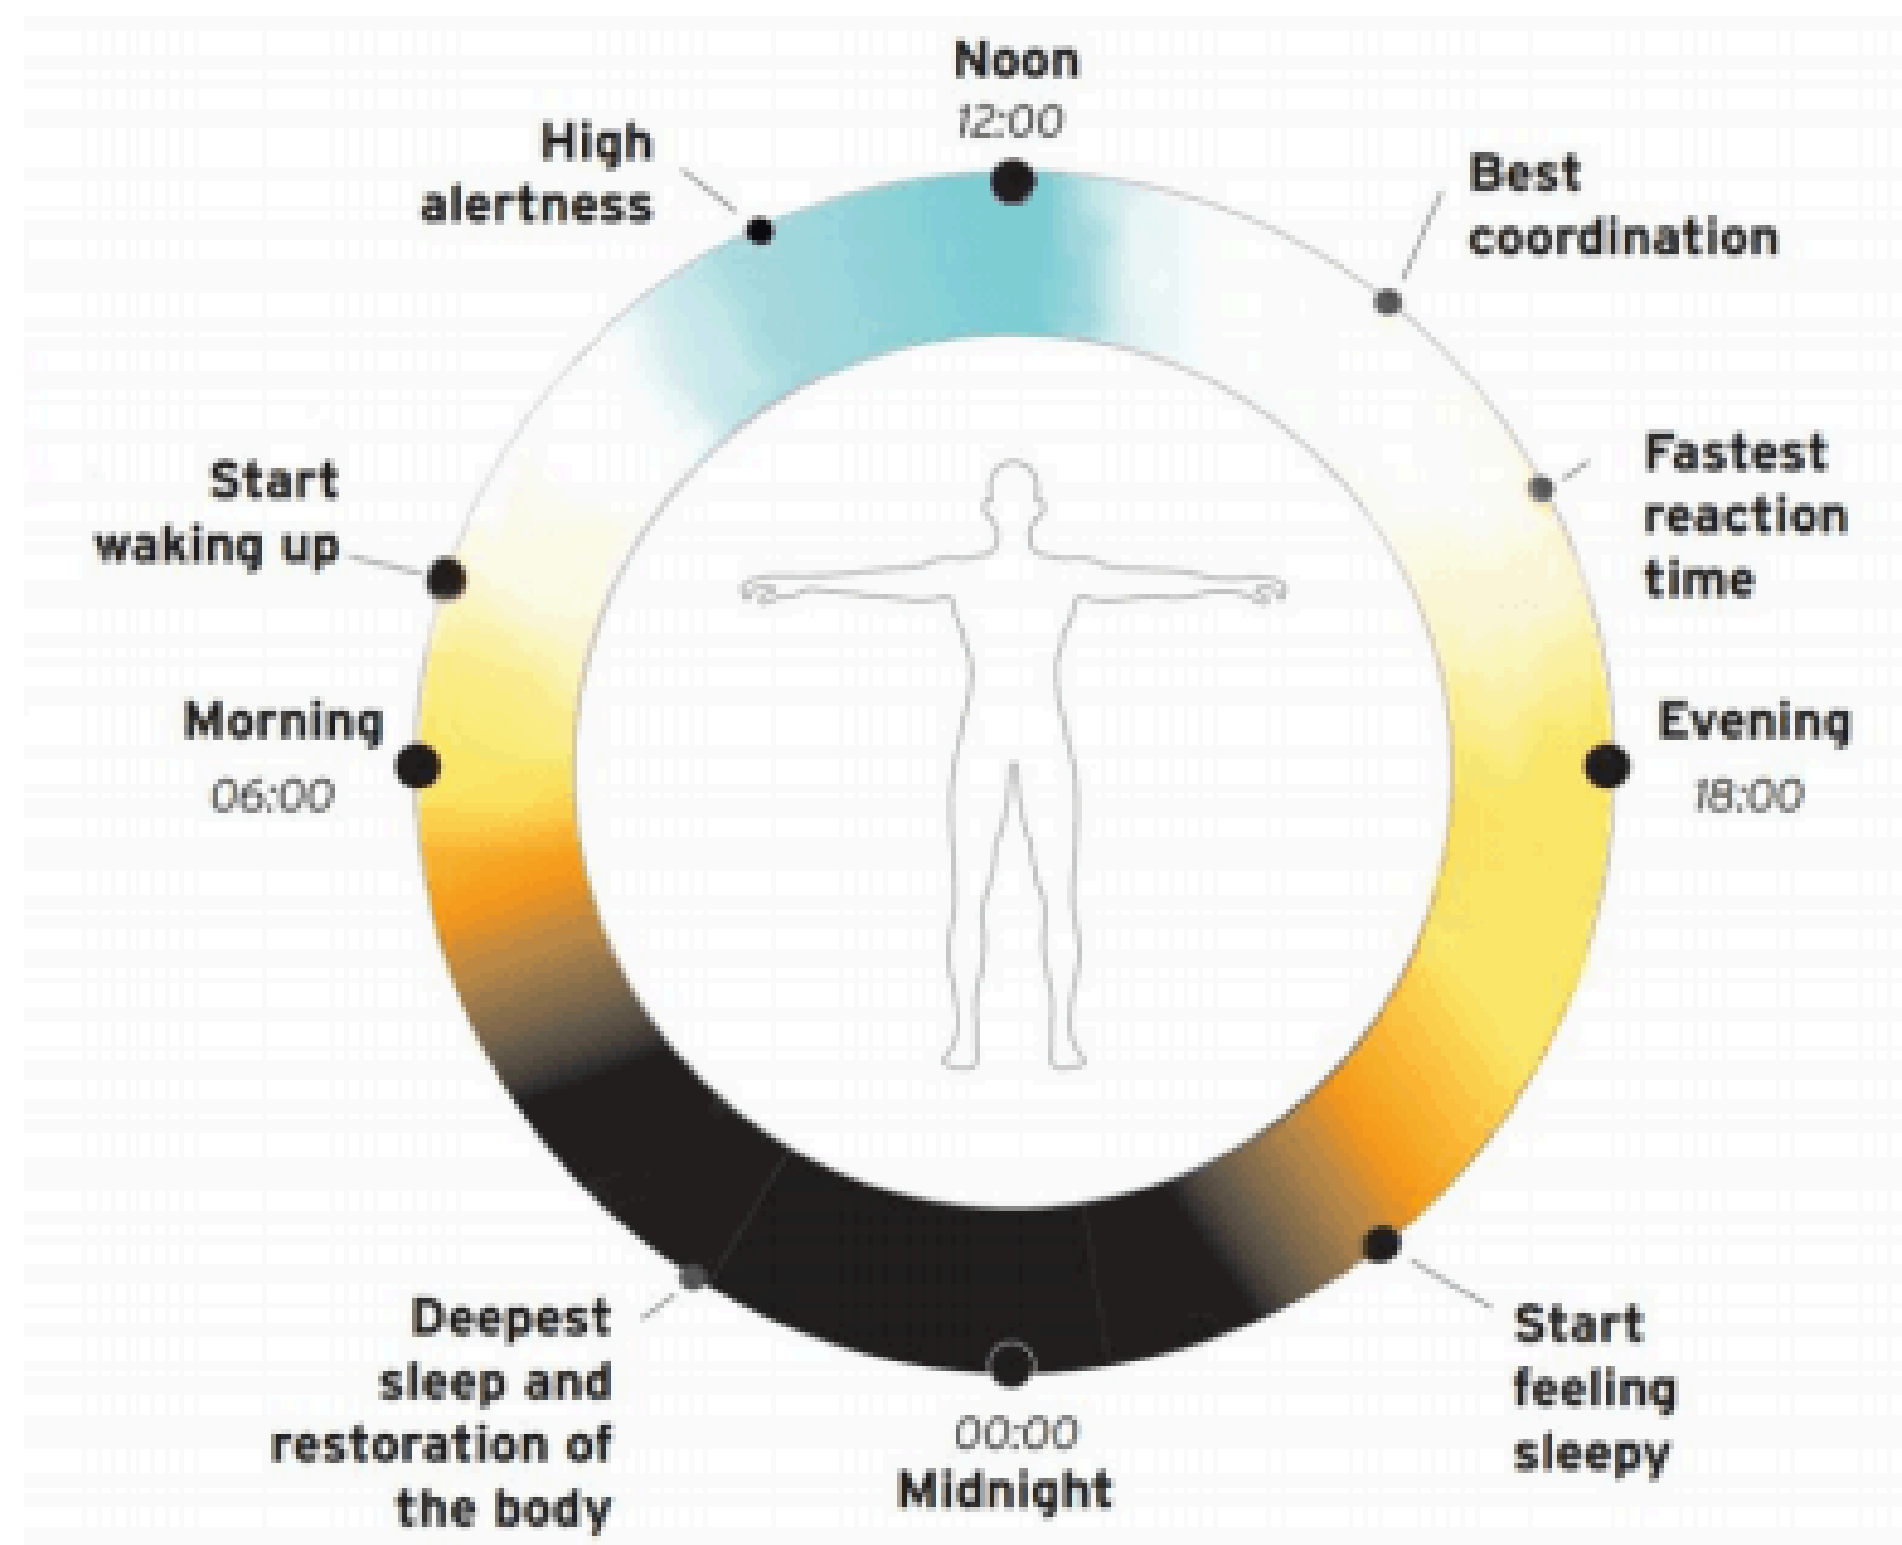 Noon
12:00
High
alertness
Best
coordination
Fastest
reaction
time
Start
waking up
Morning
06:00
Evening
18:00
Deepest
sleep and
restoration of
the body
00:00
Midnight
Start
feeling
sleepy